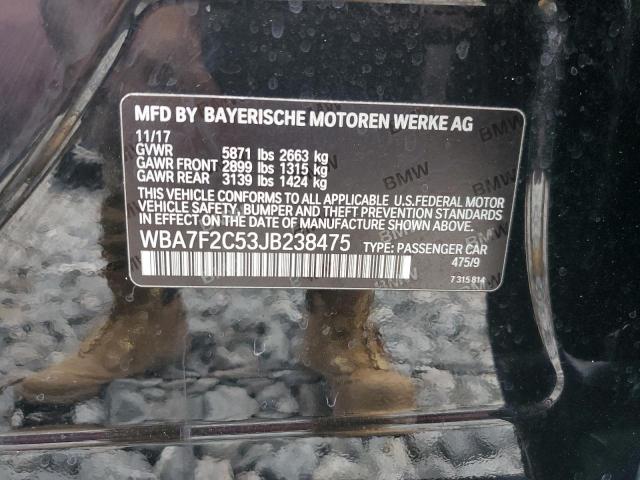 MFD BY BAYERISCHE MOTOREN WERKE AG
11/17
GVWR 5871 lbs 2663 kg
GAWR FRONT 2899 lbs 1315 kg
GAWR REAR 3139 lbs 1424 kg
THIS VEHICLE CONFORMS TO ALL APPLICABLE U.S.FEDERAL MOTOR
VEHICLE SAFETY, BUMPER AND THEFT PREVENTION STANDARDS
IN EFFECT ON THE DATE OF MANUFACTURE SHOWN ABOVE.
WBA7F2C53JB238475 TYPE: PASSENGER CAR
475/9
7 315 814